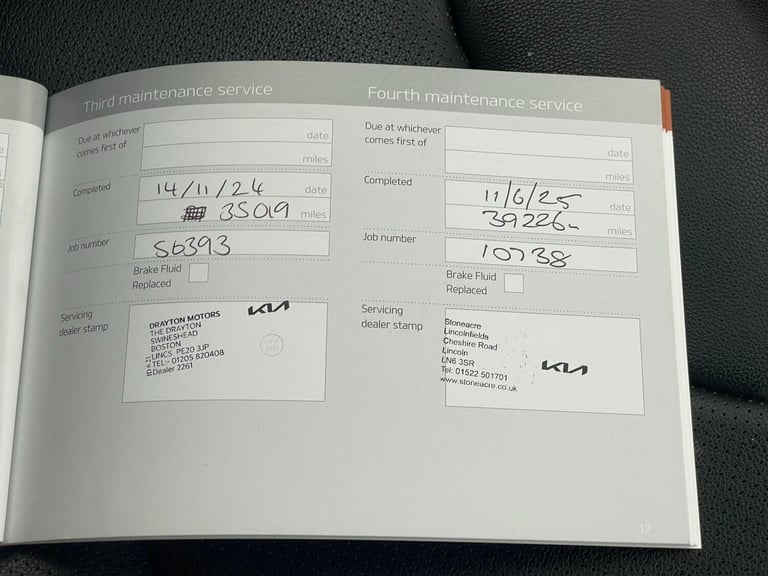 Third maintenance service
Due at whichever
comes first of
date
miles
Completed
14/11/24 date
35019 miles
Job number
56393
Brake Fluid
Replaced
Servicing
dealer stamp
DRAYTON MOTORS
THE DRAYTON
SWINESHEAD
BOSTON
LINCS PE20 3JP
TEL:- 01205 820408
Dealer 2261
KIA
Fourth maintenance service
Due at whichever
comes first of
date
miles
Completed
11/6/25 date
39226 miles
Job number
10738
Brake Fluid
Replaced
Servicing
dealer stamp
Stoneacre
Lincolnfields
Cheshire Road
Lincoln
LN6 3SR
Tel: 01522 501701
www.stoneacre.co.uk
KIA
17